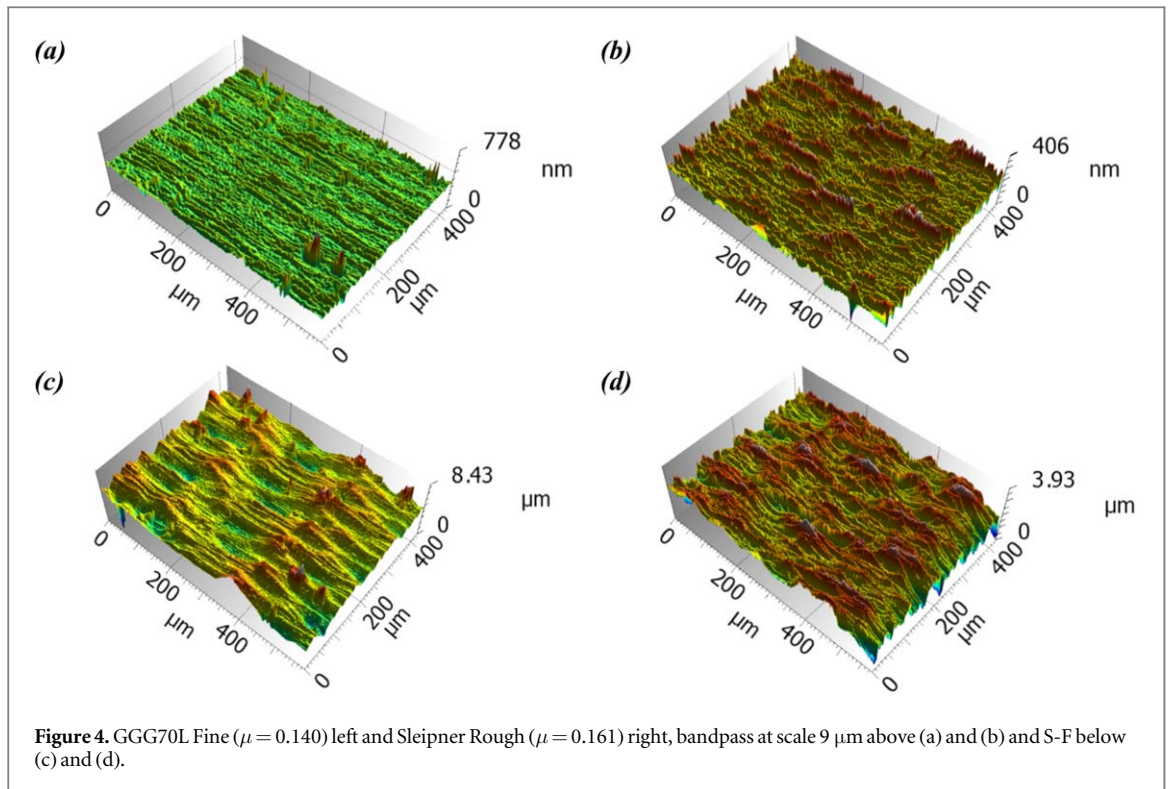 (a)
778
nm
0
0
200
400
µm
400
200
µm
0
(b)
406
nm
0
0
200
400
µm
400
200
µm
0
(c)
8.43
µm
0
0
200
400
µm
400
200
µm
0
(d)
3.93
µm
0
0
200
400
µm
400
200
µm
0
Figure 4. GGG70L Fine (μ = 0.140) left and Sleipner Rough (μ = 0.161) right, bandpass at scale 9 μm above (a) and (b) and S-F below
(c) and (d).